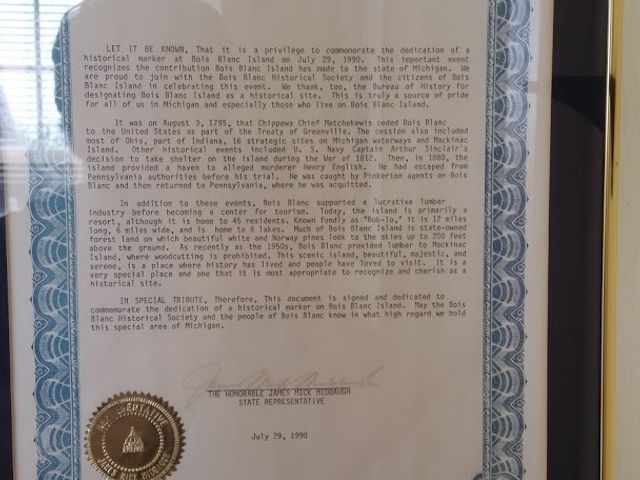 LET IT BE KNOWN, That it is a privilege to commemorate the dedication of a
historical marker at Bois Blanc Island on July 29, 1990. This important event
recognizes the contribution Bois Blanc Island has made to the state of Michigan. We
are proud to join with the Bois Blanc Historical Society and the citizens of Bois
Blanc Island in celebrating this event. We thank, too, the Bureau of History for
designating Bois Blanc Island as a historical site. This is truly a source of pride
for all of us in Michigan and especially those who live on Bois Blanc Island.
It was on August 3, 1795, that Chippewa Chief Matchekewis ceded Bois Blanc
to the United States as part of the Treaty of Greenville. The cession also included
most of Ohio, part of Indiana, 16 strategic sites on Michigan waterways and Mackinac
Island. Other historical events included U. S. Navy Captain Arthur Sinclair's
decision to take shelter on the island during the War of 1812. Then, in 1880, the
island provided a haven to alleged murderer Henry English. He had escaped from
Pennsylvania authorities before his trial. He was caught by Pinkerton agents on Bois
Blanc and then returned to Pennsylvania, where he was acquitted.
In addition to these events, Bois Blanc supported a lucrative lumber
industry before becoming a center for tourism. Today, the island is primarily a
resort, although it is home to 45 residents. Known fondly as "Bob-lo," it is 12 miles
long, 6 miles wide, and is home to 6 lakes. Much of Bois Blanc Island is state-owned
forest land on which beautiful white and Norway pines look to the skies up to 200 feet
above the ground. As recently as the 1950s, Bois Blanc provided lumber to Mackinac
Island, where woodcutting is prohibited. This scenic island, beautiful, majestic, and
serene, is a place where history has lived and people have loved to visit. It is a
very special place and one that it is most appropriate to recognize and cherish as a
historical site.
IN SPECIAL TRIBUTE, Therefore, This document is signed and dedicated to
commemorate the dedication of a historical marker on Bois Blanc Island. May the Bois
Blanc Historical Society and the people of Bois Blanc know in what high regard we hold
this special area of Michigan.
THE HONORABLE JAMES MICK MIDDAUGH
STATE REPRESENTATIVE
July 29, 1990